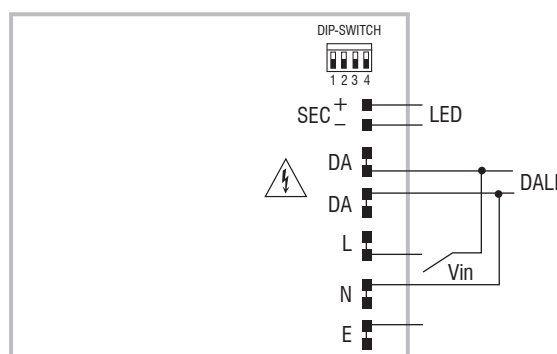 DIP-SWITCH
1 2 3 4
SEC + −
LED
DA
DALI
DA
L
Vin
N
E